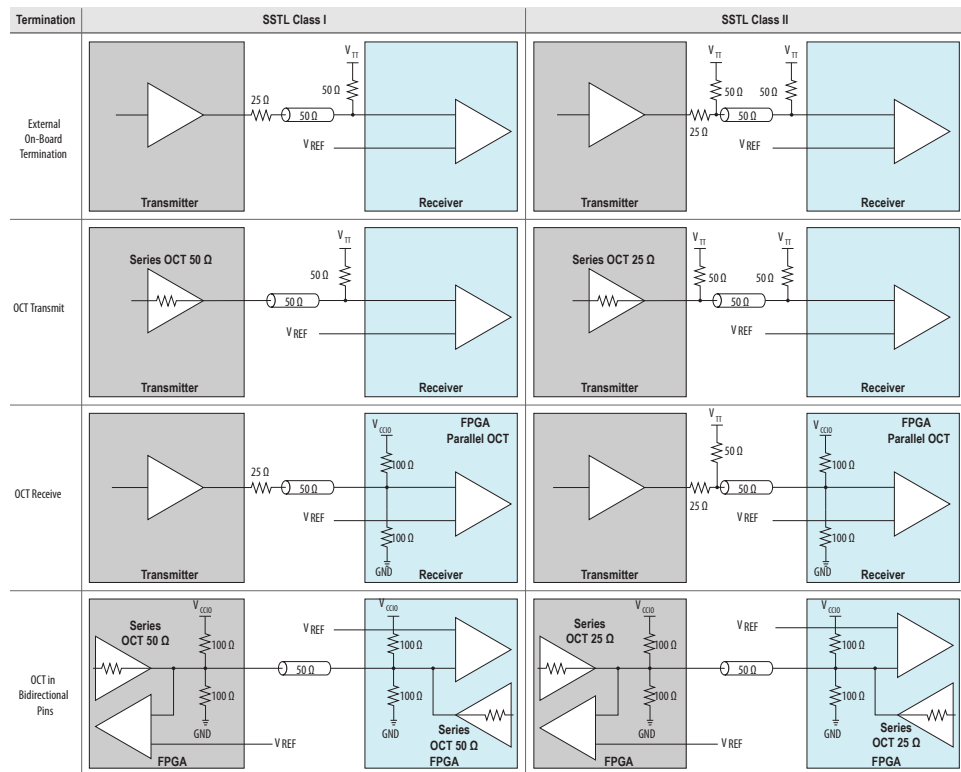 Termination SSTL Class I SSTL Class II
External
On-Board
Termination
V TT
50 Ω
25 Ω
50 Ω
V REF
Transmitter
Receiver
V TT
V TT
50 Ω
50 Ω
50 Ω
25 Ω
V REF
Transmitter
Receiver
OCT Transmit
Series OCT 50 Ω
V TT
50 Ω
50 Ω
V REF
Transmitter
Receiver
Series OCT 25 Ω
V TT
V TT
50 Ω
50 Ω
50 Ω
V REF
Transmitter
Receiver
OCT Receive
25 Ω
50 Ω
V CCIO
FPGA
Parallel OCT
100 Ω
V REF
100 Ω
GND
Transmitter
Receiver
V TT
50 Ω
25 Ω
50 Ω
V CCIO
FPGA
Parallel OCT
100 Ω
V REF
100 Ω
GND
Transmitter
Receiver
OCT in
Bidirectional
Pins
Series
OCT 50 Ω
V CCIO
100 Ω
100 Ω
GND
V REF
FPGA
50 Ω
V REF
V CCIO
100 Ω
100 Ω
GND
Series
OCT 50 Ω
FPGA
Series
OCT 25 Ω
V CCIO
100 Ω
100 Ω
GND
V REF
FPGA
50 Ω
V REF
V CCIO
100 Ω
100 Ω
GND
Series
OCT 25 Ω
FPGA